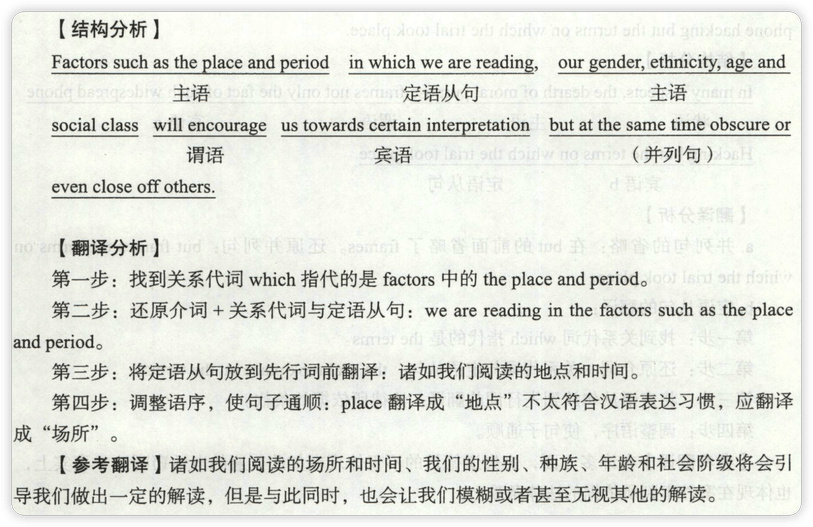 【结构分析】
Factors such as the place and period in which we are reading, our gender, ethnicity, age and
主语 定语从句 主语
social class will encourage us towards certain interpretation but at the same time obscure or
谓语 宾语 （并列句）
even close off others.
【翻译分析】
第一步：找到关系代词 which 指代的是 factors 中的 the place and period。
第二步：还原介词 + 关系代词与定语从句：we are reading in the factors such as the place
and period。
第三步：将定语从句放到先行词前翻译：诸如我们阅读的地点和时间。
第四步：调整语序，使句子通顺：place 翻译成“地点”不太符合汉语表达习惯，应翻译
成“场所”。
【参考翻译】诸如我们阅读的场所和时间、我们的性别、种族、年龄和社会阶级将会引
导我们做出一定的解读，但是与此同时，也会让我们模糊或者甚至无视其他的解读。